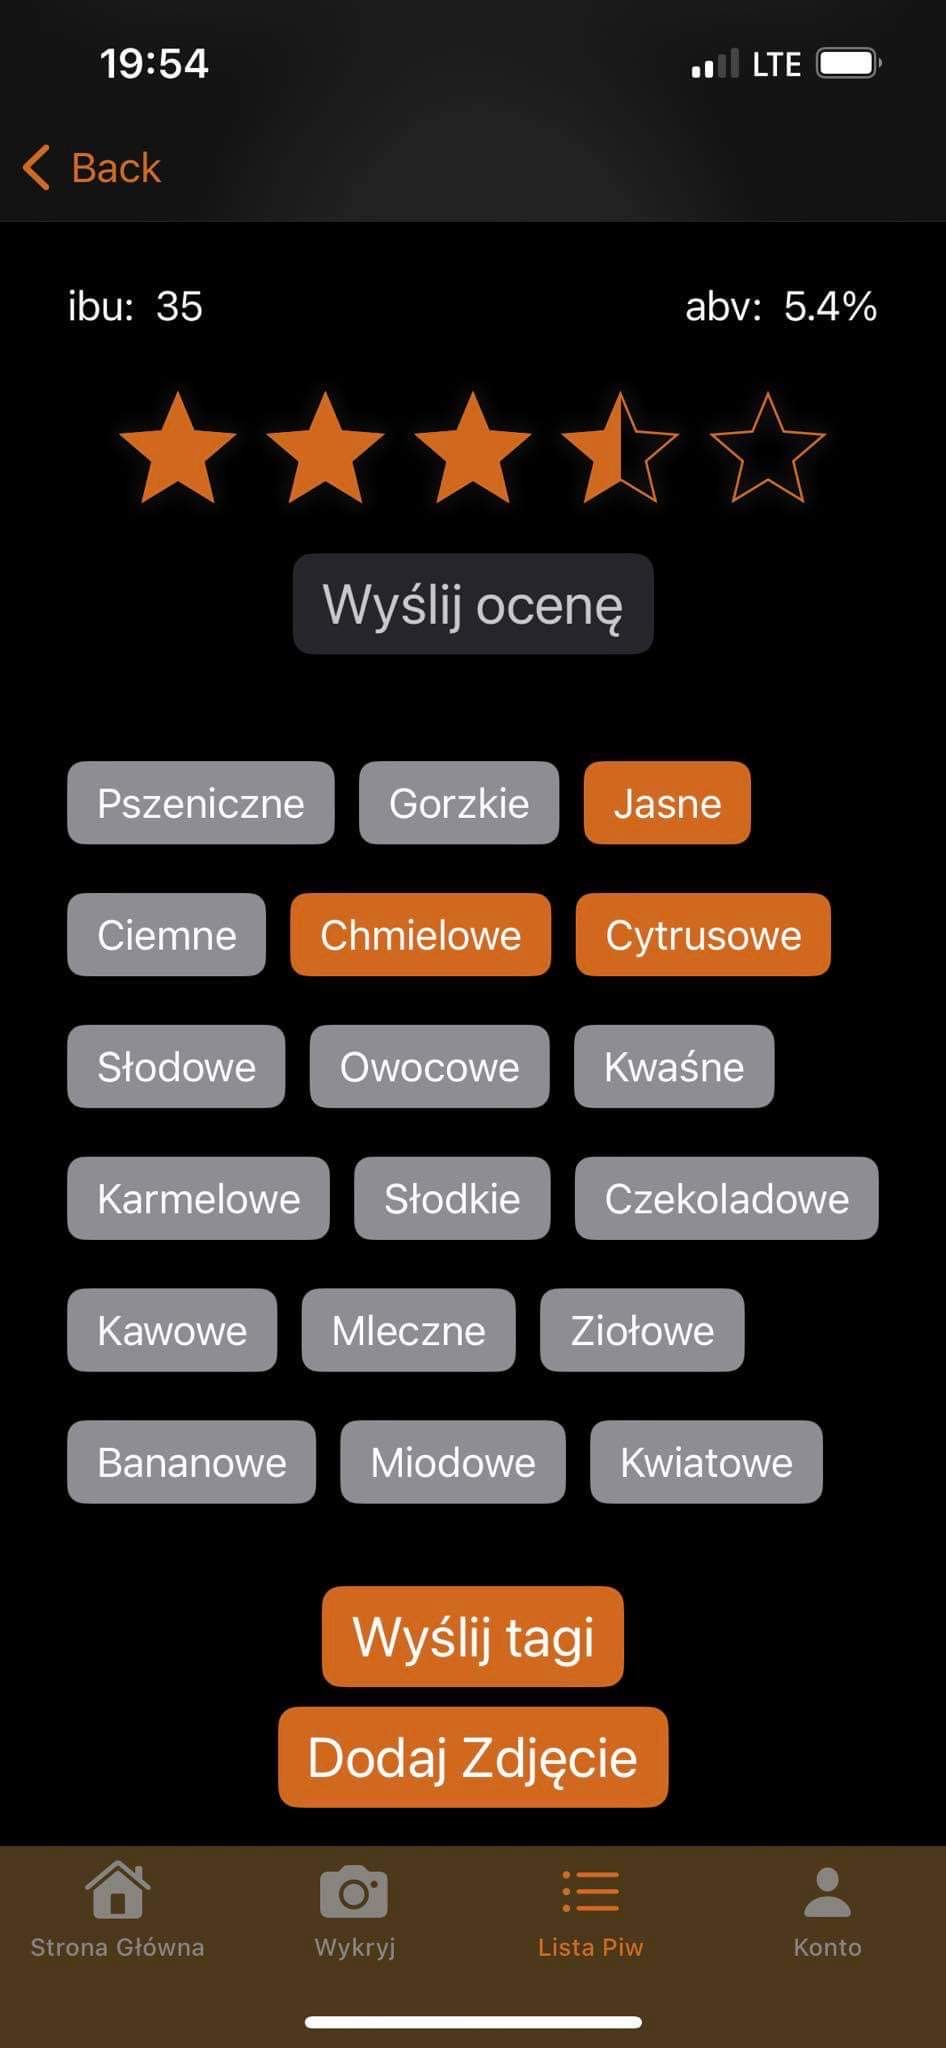 19:54 LTE
Back
ibu: 35 abv: 5.4%
Wyślij ocenę
Pszeniczne Gorzkie Jasne
Ciemne Chmielowe Cytrusowe
Słodowe Owocowe Kwaśne
Karmelowe Słodkie Czekoladowe
Kawowe Mleczne Ziołowe
Bananowe Miodowe Kwiatowe
Wyślij tagi
Dodaj Zdjęcie
Strona Główna Wykryj Lista Piw Konto